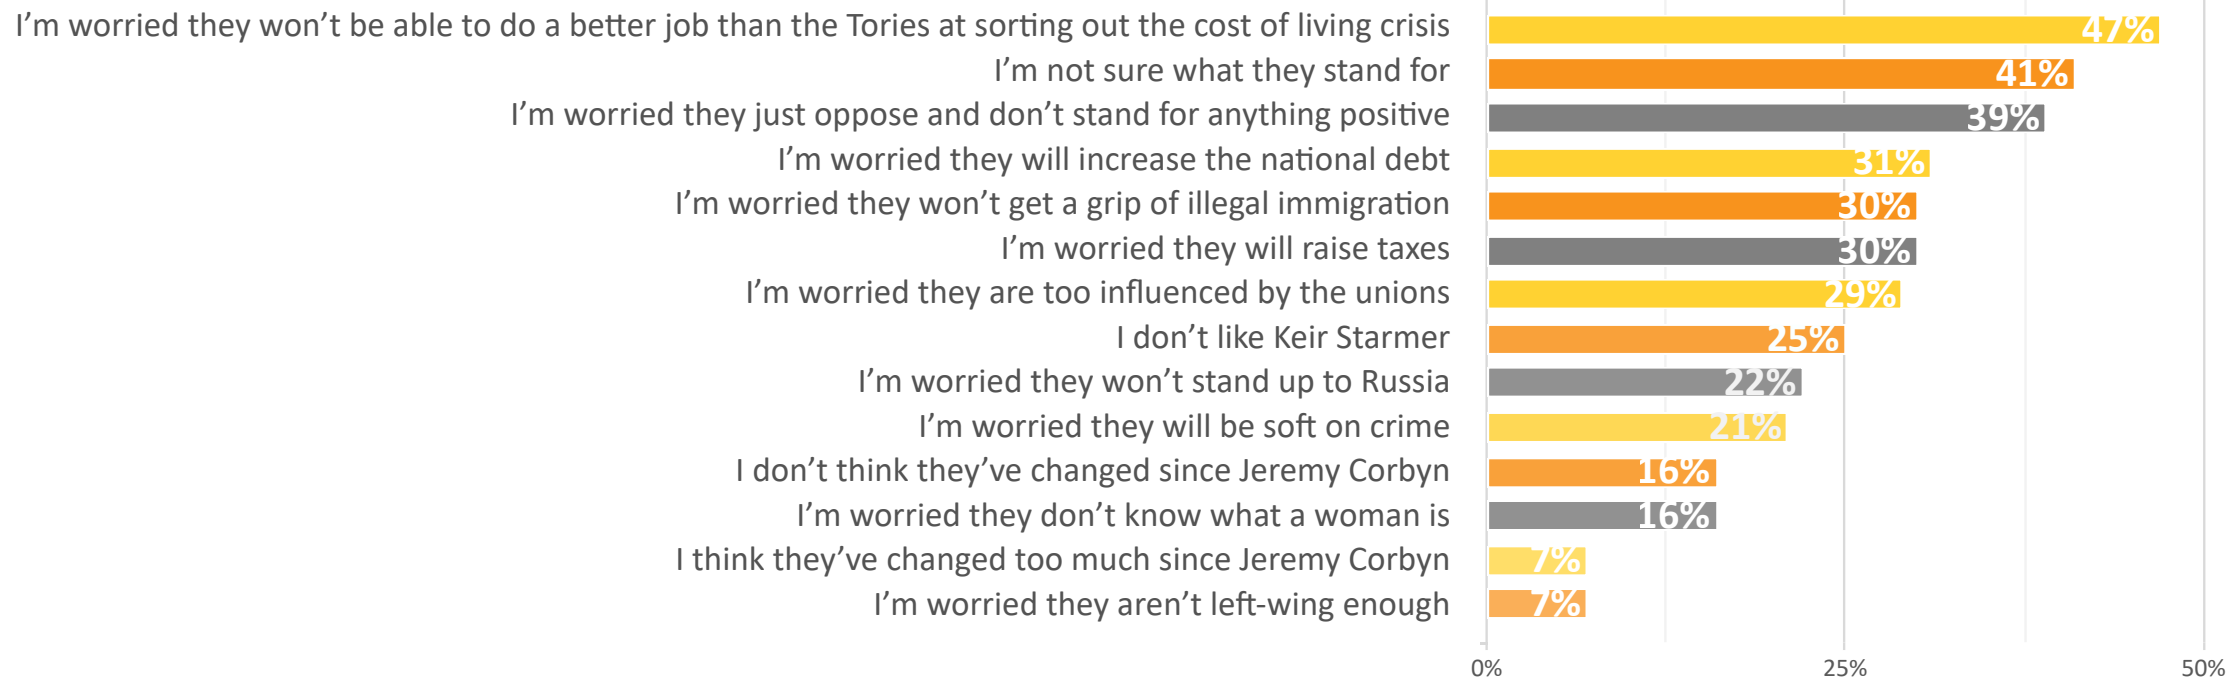 I’m worried they won’t be able to do a better job than the Tories at sorting out the cost of living crisis 47%
I’m not sure what they stand for 41%
I’m worried they just oppose and don’t stand for anything positive 39%
I’m worried they will increase the national debt 31%
I’m worried they won’t get a grip of illegal immigration 30%
I’m worried they will raise taxes 30%
I’m worried they are too influenced by the unions 29%
I don’t like Keir Starmer 25%
I’m worried they won’t stand up to Russia 22%
I’m worried they will be soft on crime 21%
I don’t think they’ve changed since Jeremy Corbyn 16%
I’m worried they don’t know what a woman is 16%
I think they’ve changed too much since Jeremy Corbyn 7%
I’m worried they aren’t left-wing enough 7%
0% 25% 50%